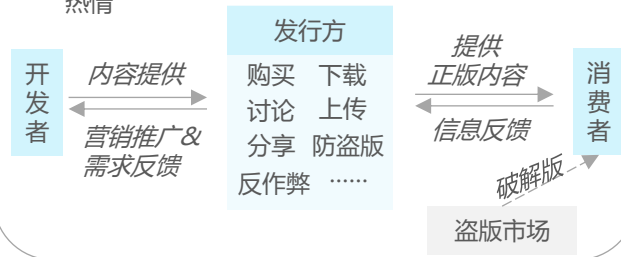 热情
发行方
开发者
内容提供
营销推广&
需求反馈
购买 下载
讨论 上传
分享 防盗版
反作弊 ······
提供
正版内容
信息反馈
消费者
破解版
盗版市场